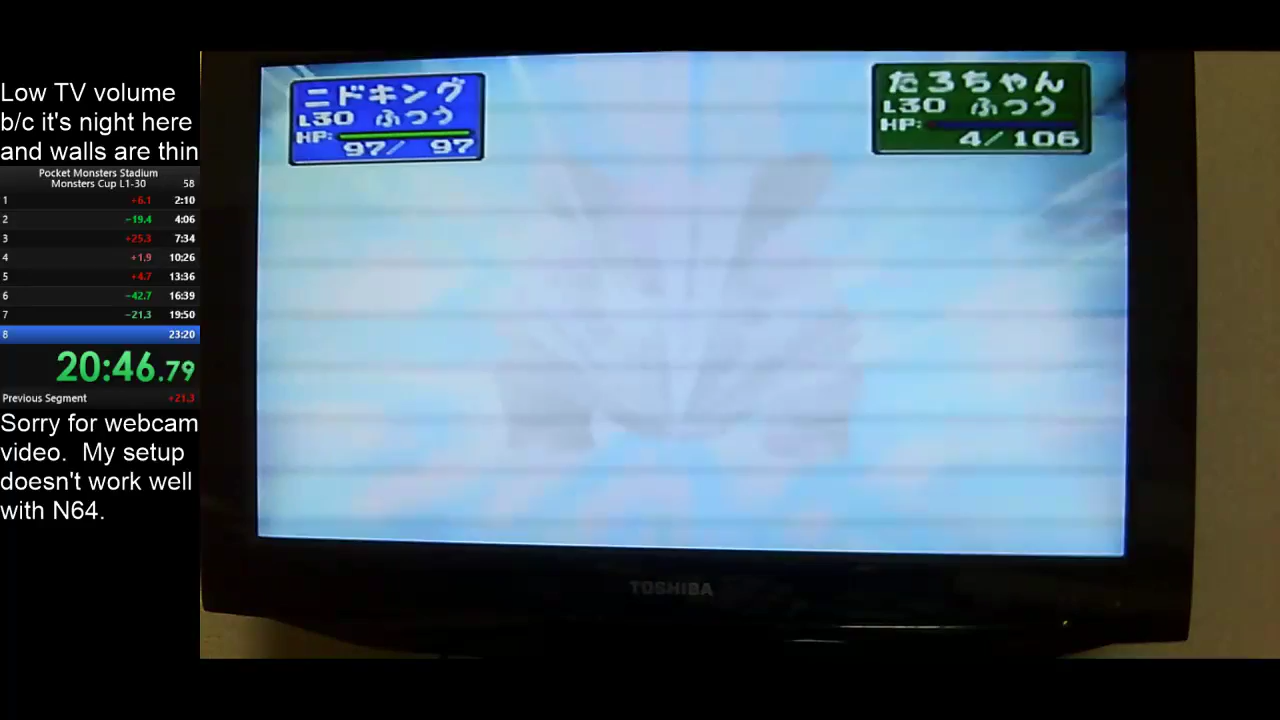 Low TV volume
b/c it's night here
and walls are thin
Pocket Monsters Stadium
Monsters Cup L1-30 58
1 +6.1 2:10
2 −19.4 4:06
3 +25.3 7:34
4 +1.9 10:26
5 +4.7 13:36
6 −42.7 16:39
7 −21.3 19:50
8 23:20
20:46.79
Previous Segment +21.3
Sorry for webcam
video. My setup
doesn't work well
with N64.
ニドキング
L30 ふつう
HP:
97/ 97
たろちゃん
L30 ふつう
HP:
4/106
TOSHIBA